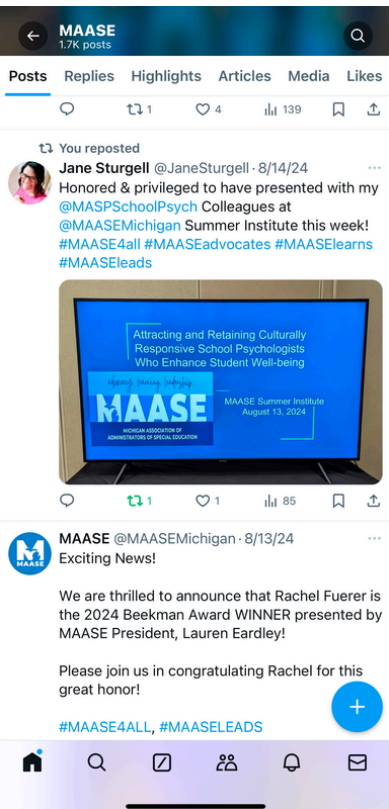 MAASE
1.7K posts
Posts Replies Highlights Articles Media Likes
1 4 139
You reposted
Jane Sturgell @JaneSturgell · 8/14/24
Honored & privileged to have presented with my
@MASPSchoolPsych Colleagues at
@MAASEMichigan Summer Institute this week!
#MAASE4all #MAASEadvocates #MAASElearns
#MAASEleads
Attracting and Retaining Culturally
Responsive School Psychologists
Who Enhance Student Well-being
advocacy. learning. leadership.
MAASE
MICHIGAN ASSOCIATION OF
ADMINISTRATORS OF SPECIAL EDUCATION
MAASE Summer Institute
August 13, 2024
1 1 85
MAASE
MAASE @MAASEMichigan · 8/13/24
Exciting News!
We are thrilled to announce that Rachel Fuerer is
the 2024 Beekman Award WINNER presented by
MAASE President, Lauren Eardley!
Please join us in congratulating Rachel for this
great honor!
#MAASE4ALL, #MAASELEADS